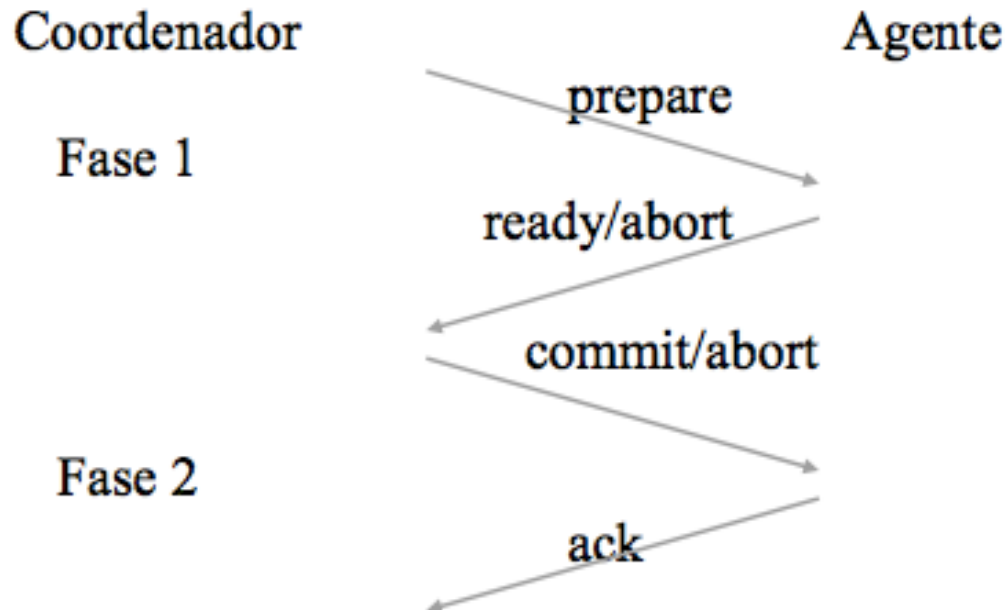 Coordenador Agente
prepare
Fase 1
ready/abort
commit/abort
Fase 2
ack